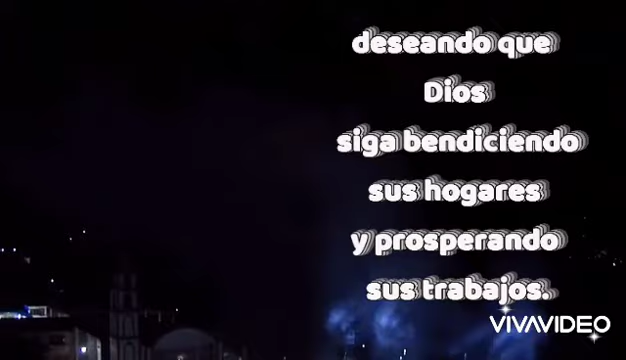 deseando que
Dios
siga bendiciendo
sus hogares
y prosperando
sus trabajos.
VIVAVIDEO